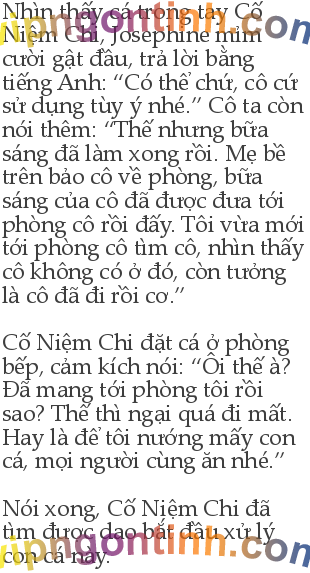 Nhìn thấy cá trong tay Cố
Niệm Chi, Josephine mỉm
cười gật đầu, trả lời bằng
tiếng Anh: “Có thể chứ, cô cứ
sử dụng tùy ý nhé.” Cô ta còn
nói thêm: “Thế nhưng bữa
sáng đã làm xong rồi. Mẹ bề
trên bảo cô về phòng, bữa
sáng của cô đã được đưa tới
phòng cô rồi đấy. Tôi vừa mới
tới phòng cô tìm cô, nhìn thấy
cô không có ở đó, còn tưởng
là cô đã đi rồi cơ.”
Cố Niệm Chi đặt cá ở phòng
bếp, cảm kích nói: “Ôi thế à?
Đã mang tới phòng tôi rồi
sao? Thế thì ngại quá đi mất.
Hay là để tôi nướng mấy con
cá, mọi người cùng ăn nhé.”
Nói xong, Cố Niệm Chi đã
tìm được dao bắt đầu xử lý
con cá này.
vipngontinh.com
vipngontinh.com